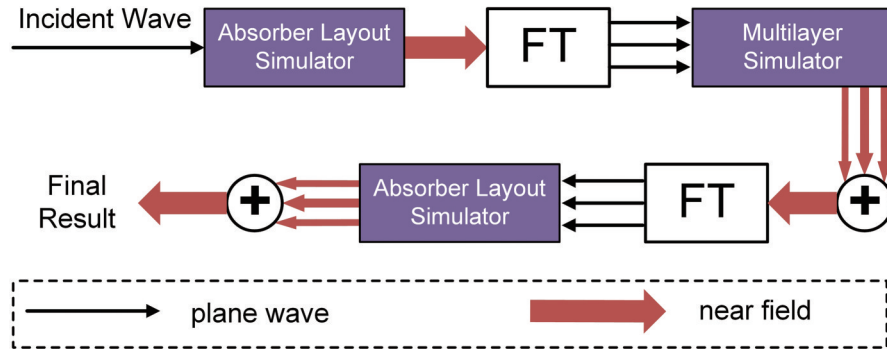 Incident Wave
Absorber Layout
Simulator
FT
Multilayer
Simulator
Final
Result
+
Absorber Layout
Simulator
FT
+
plane wave
near field